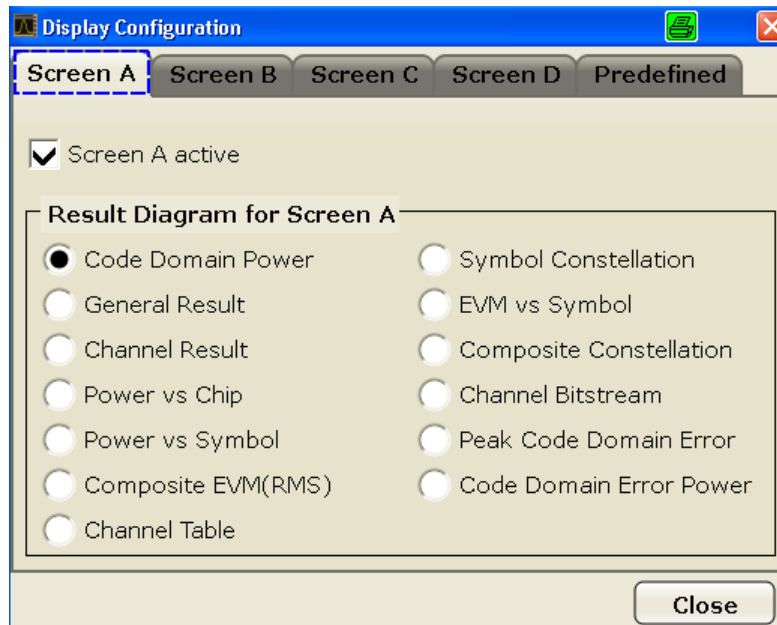 Display Configuration
Screen A Screen B Screen C Screen D Predefined
Screen A active
Result Diagram for Screen A
Code Domain Power
General Result
Channel Result
Power vs Chip
Power vs Symbol
Composite EVM(RMS)
Channel Table
Symbol Constellation
EVM vs Symbol
Composite Constellation
Channel Bitstream
Peak Code Domain Error
Code Domain Error Power
Close